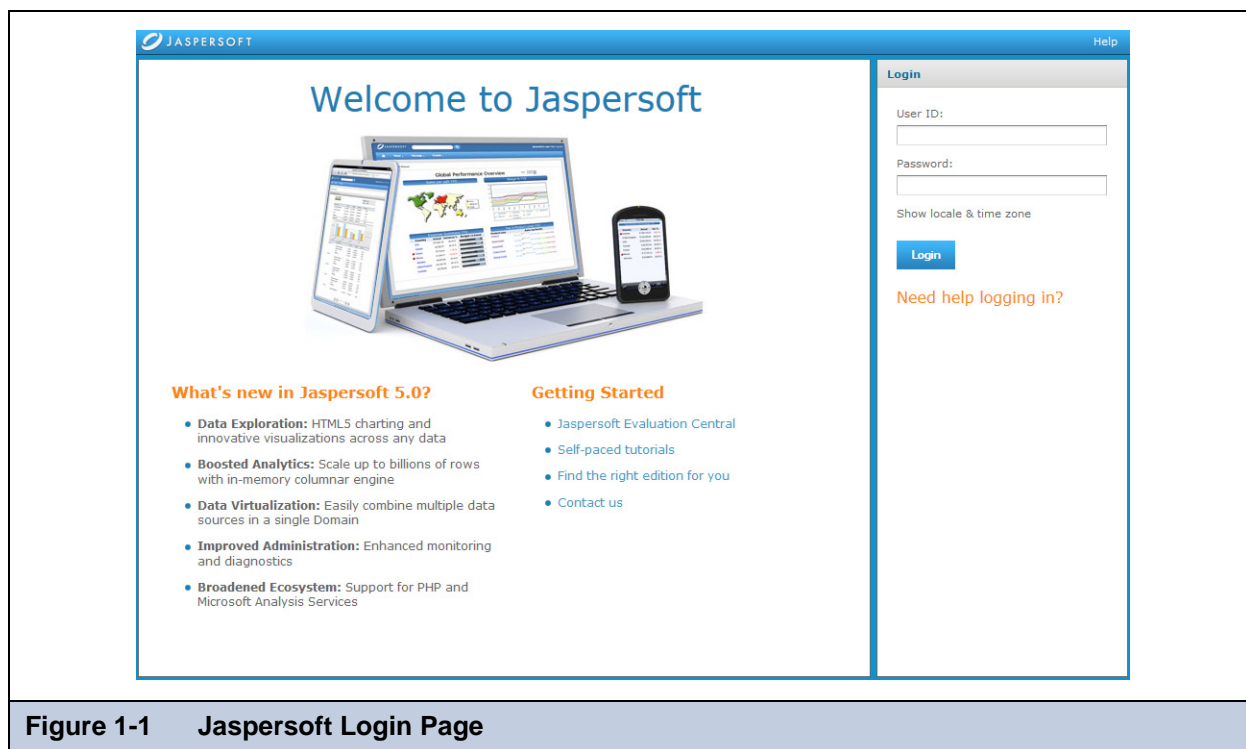 JASPERSOFT
Help
Welcome to Jaspersoft
Global Performance Overview
What's new in Jaspersoft 5.0?
Data Exploration: HTML5 charting and
innovative visualizations across any data
Boosted Analytics: Scale up to billions of rows
with in-memory columnar engine
Data Virtualization: Easily combine multiple data
sources in a single Domain
Improved Administration: Enhanced monitoring
and diagnostics
Broadened Ecosystem: Support for PHP and
Microsoft Analysis Services
Getting Started
Jaspersoft Evaluation Central
Self-paced tutorials
Find the right edition for you
Contact us
Login
User ID:
Password:
Show locale & time zone
Login
Need help logging in?
Figure 1-1 Jaspersoft Login Page